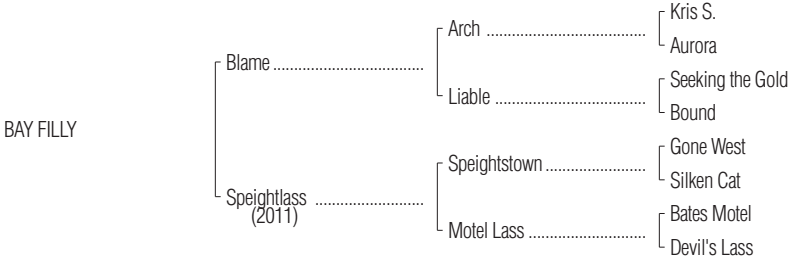 Kris S.
Arch ........................................
Aurora
Blame ......................................
Seeking the Gold
Liable ......................................
Bound
BAY FILLY
Gone West
Speightstown ..........................
Silken Cat
Speightlass ............................
(2011)
Bates Motel
Motel Lass ..............................
Devil's Lass